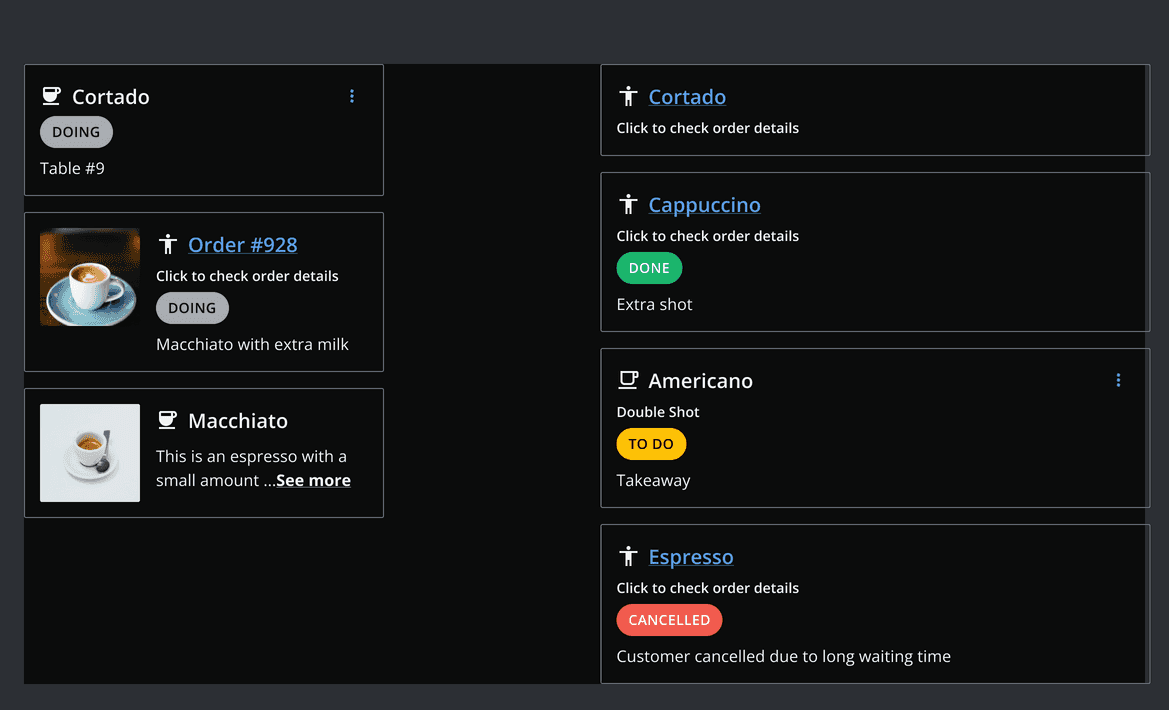 Cortado
DOING
Table #9
Order #928
Click to check order details
DOING
Macchiato with extra milk
Macchiato
This is an espresso with a
small amount ...See more
Cortado
Click to check order details
Cappuccino
Click to check order details
DONE
Extra shot
Americano
Double Shot
TO DO
Takeaway
Espresso
Click to check order details
CANCELLED
Customer cancelled due to long waiting time